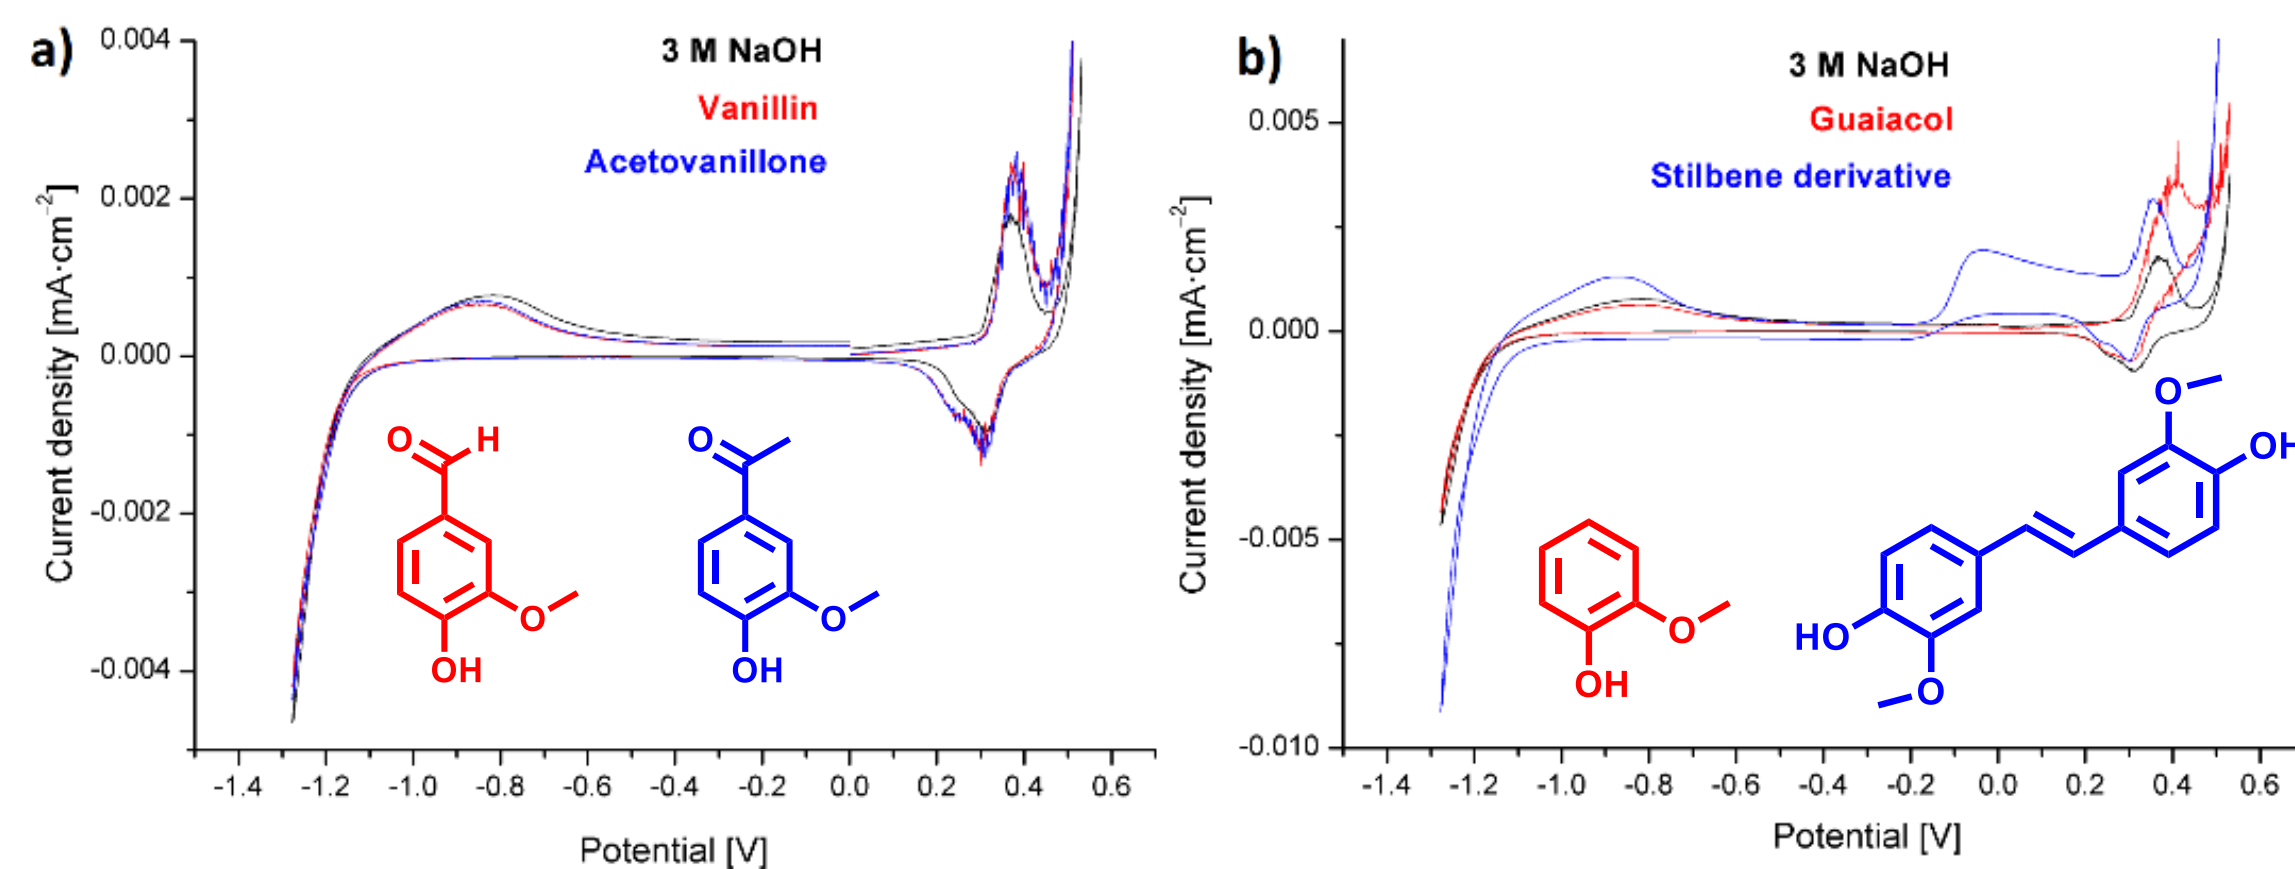 a)
3 M NaOH
Vanillin
Acetovanillone
Current density [mA·cm⁻²]
0.004
0.002
0.000
-0.002
-0.004
O H
O
O
OH
O
O
OH
-1.4 -1.2 -1.0 -0.8 -0.6 -0.4 -0.2 0.0 0.2 0.4 0.6
Potential [V]
b)
3 M NaOH
Guaiacol
Stilbene derivative
Current density [mA·cm⁻²]
0.005
0.000
-0.005
-0.010
O
OH
O
OH
HO
O
-1.4 -1.2 -1.0 -0.8 -0.6 -0.4 -0.2 0.0 0.2 0.4 0.6
Potential [V]